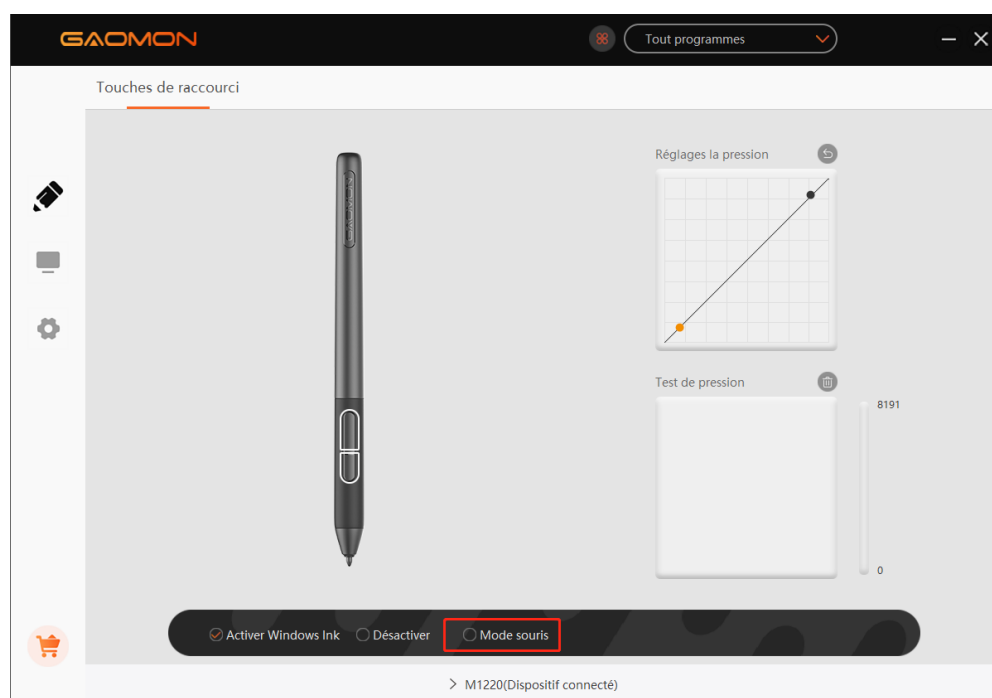 GAOMON
Tout programmes
Touches de raccourci
Réglages la pression
GAOMON
Test de pression
8191
0
Activer Windows Ink
Désactiver
Mode souris
M1220(Dispositif connecté)